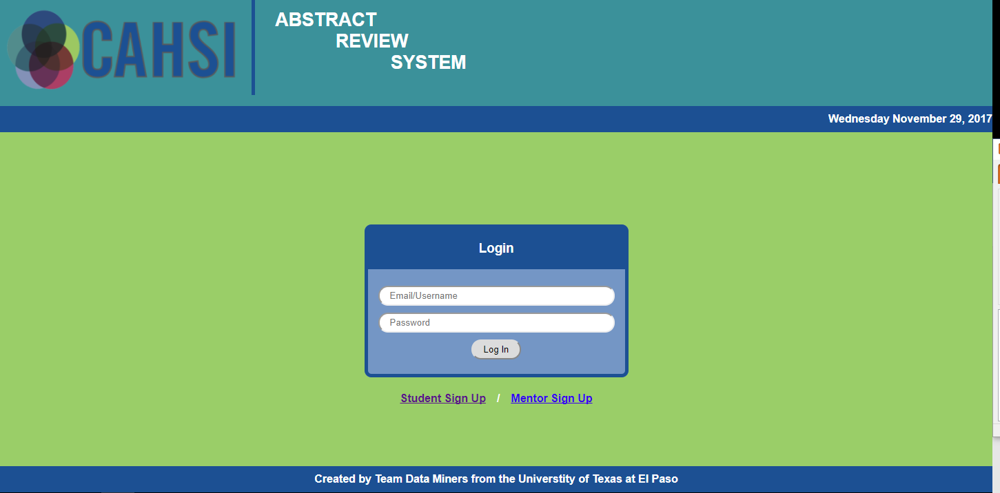 CAHSI
ABSTRACT
REVIEW
SYSTEM
Wednesday November 29, 2017
Login
Email/Username
Password
Log In
Student Sign Up / Mentor Sign Up
Created by Team Data Miners from the Universtity of Texas at El Paso